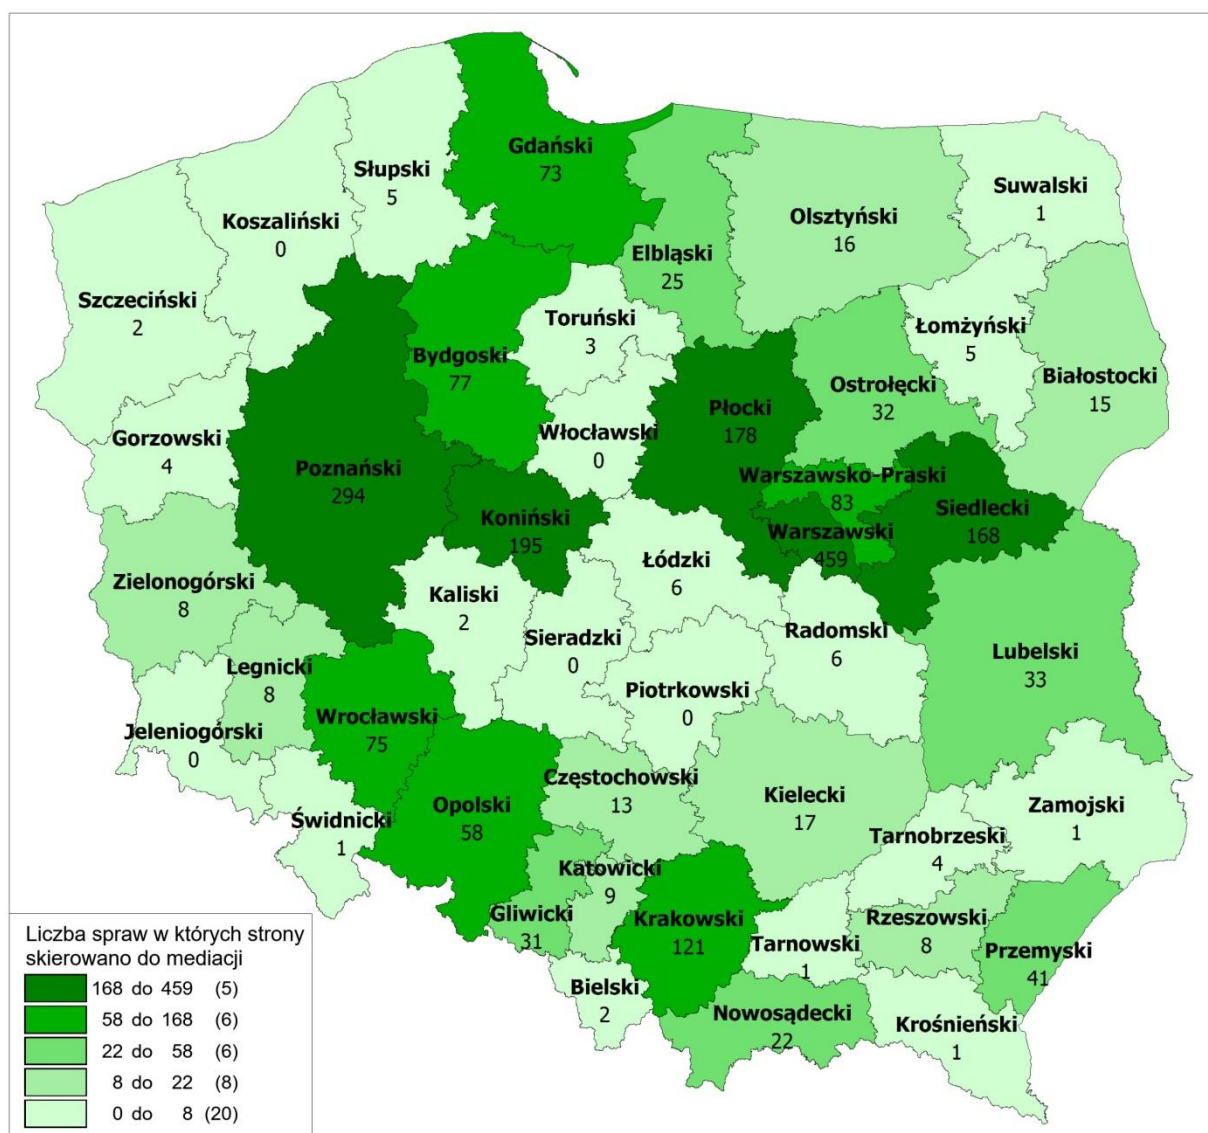 Gdański
73
Słupski
5
Suwalski
1
Koszaliński
0
Olsztyński
16
Elbląski
25
Szczeciński
2
Toruński
3
Łomżyński
5
Bydgoski
77
Ostrołęcki
32
Białostocki
15
Płocki
178
Gorzowski
4
Włocławski
0
Poznański
294
Warszawsko-Praski
83
Koniński
195
Siedlecki
168
Warszawski
459
Zielonogórski
8
Łódzki
6
Kaliski
2
Sieradzki
0
Radomski
6
Lubelski
33
Legnicki
8
Piotrkowski
0
Wrocławski
75
Jeleniogórski
0
Częstochowski
13
Kielecki
17
Opolski
58
Zamojski
1
Świdnicki
1
Tarnobrzeski
4
Katowicki
9
Gliwicki
31
Krakowski
121
Rzeszowski
8
Tarnowski
1
Przemyski
41
Bielski
2
Nowosądecki
22
Krośnieński
1
Liczba spraw w których strony
skierowano do mediacji
168 do 459 (5)
58 do 168 (6)
22 do 58 (6)
8 do 22 (8)
0 do 8 (20)